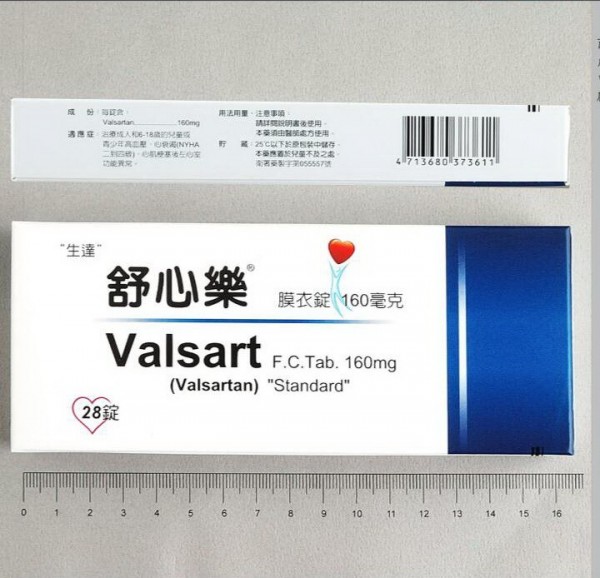 成 份：每錠含：
Valsartan..................160mg
適 應 症：治療成人和6-18歲的兒童或
青少年高血壓、心衰竭(NYHA
二到四級)、心肌梗塞後左心室
功能異常。
用法用量、注意事項：
請詳閱說明書後使用。
本藥須由醫師處方使用。
貯 藏：25℃以下於原包裝中儲存。
本藥應置於兒童不及之處。
衛署藥製字第055557號
4 713680 373611
"生達"
舒心樂®
膜衣錠 160毫克
Valsart F.C.Tab. 160mg
(Valsartan) "Standard"
28錠
0 1 2 3 4 5 6 7 8 9 10 11 12 13 14 15 16